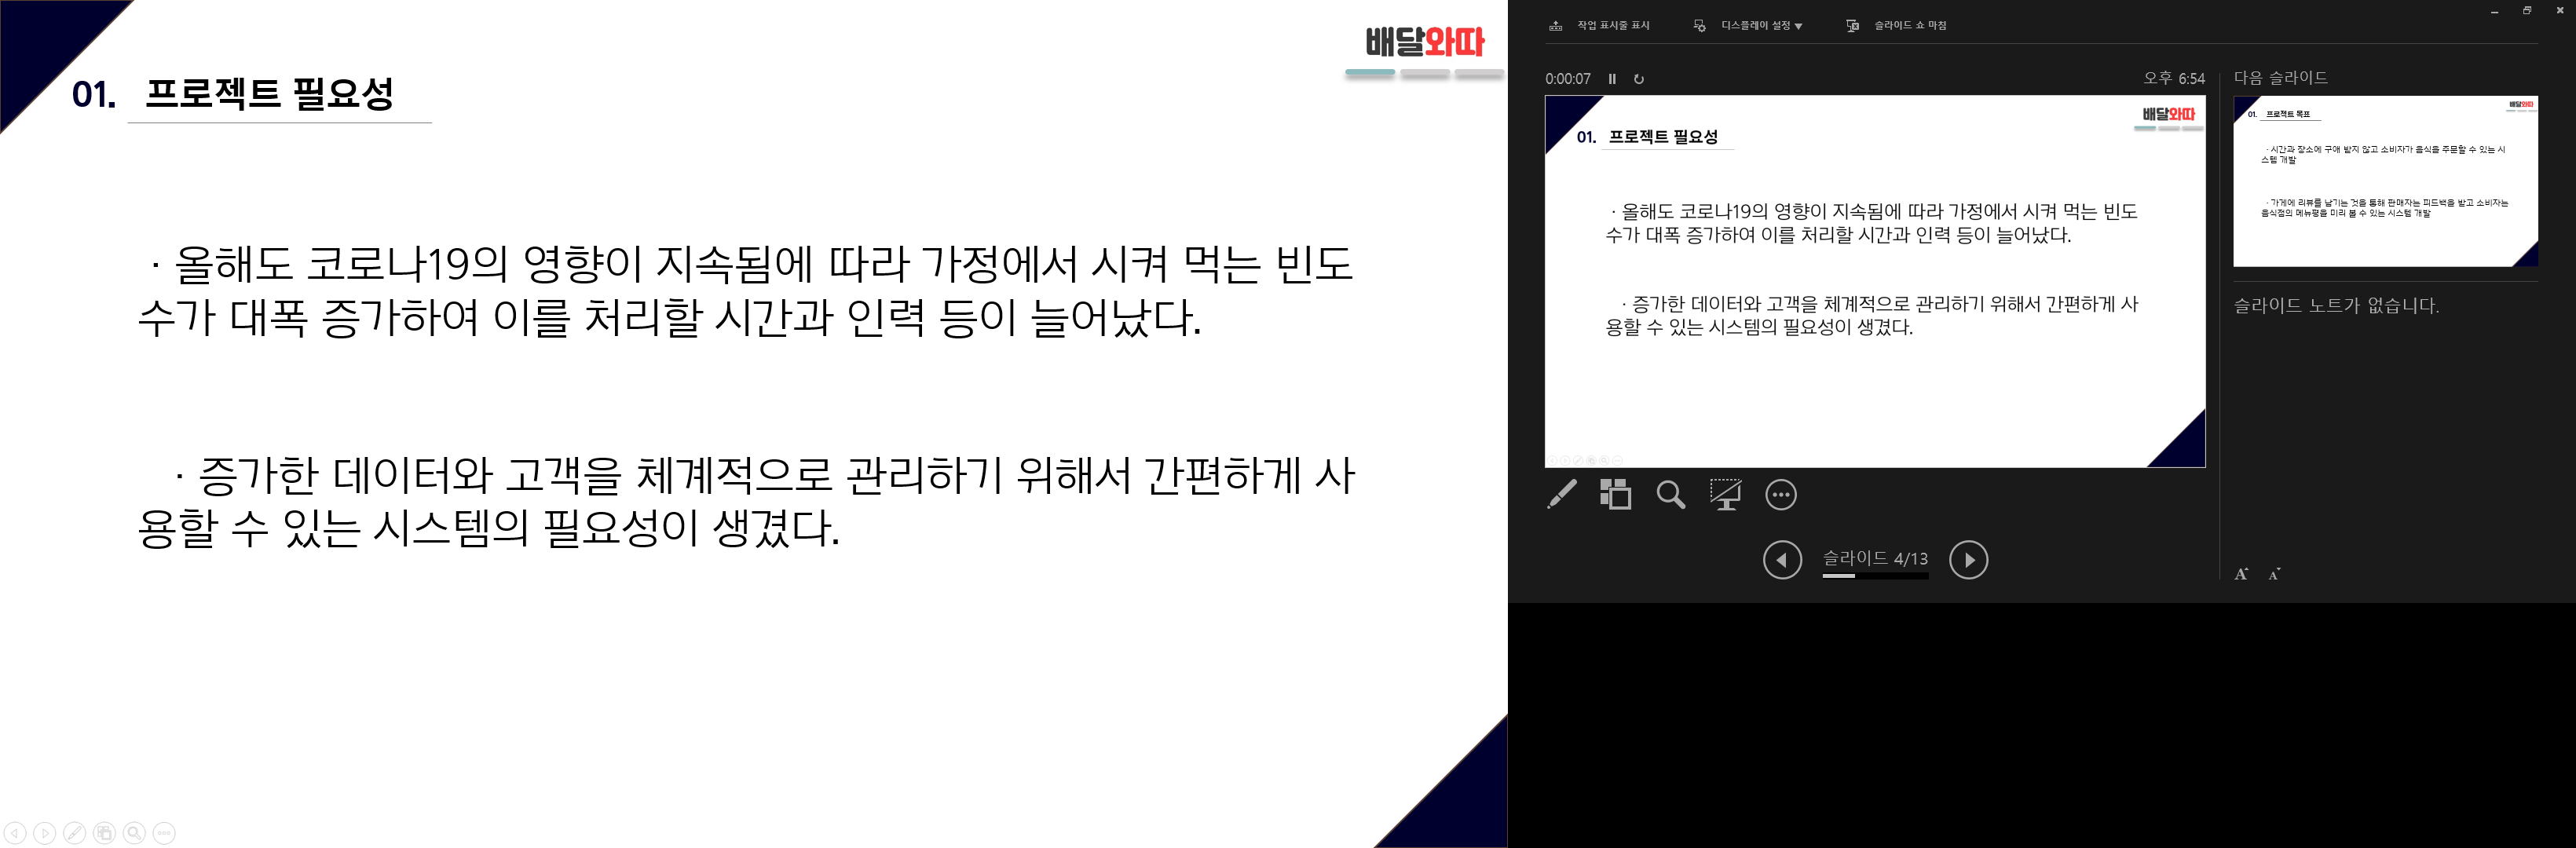 배달와따
01. 프로젝트 필요성
· 올해도 코로나19의 영향이 지속됨에 따라 가정에서 시켜 먹는 빈도
수가 대폭 증가하여 이를 처리할 시간과 인력 등이 늘어났다.
· 증가한 데이터와 고객을 체계적으로 관리하기 위해서 간편하게 사
용할 수 있는 시스템의 필요성이 생겼다.
작업 표시줄 표시 디스플레이 설정 슬라이드 쇼 마침
0:00:07 오후 6:54
배달와따
01. 프로젝트 필요성
· 올해도 코로나19의 영향이 지속됨에 따라 가정에서 시켜 먹는 빈도
수가 대폭 증가하여 이를 처리할 시간과 인력 등이 늘어났다.
· 증가한 데이터와 고객을 체계적으로 관리하기 위해서 간편하게 사
용할 수 있는 시스템의 필요성이 생겼다.
슬라이드 4/13
다음 슬라이드
배달와따
01. 프로젝트 목표
· 시간과 장소에 구애 받지 않고 소비자가 음식을 주문할 수 있는 시
스템 개발
· 가게에 리뷰를 남기는 것을 통해 판매자는 피드백을 받고 소비자는
음식점의 메뉴평을 미리 볼 수 있는 시스템 개발
슬라이드 노트가 없습니다.
A A